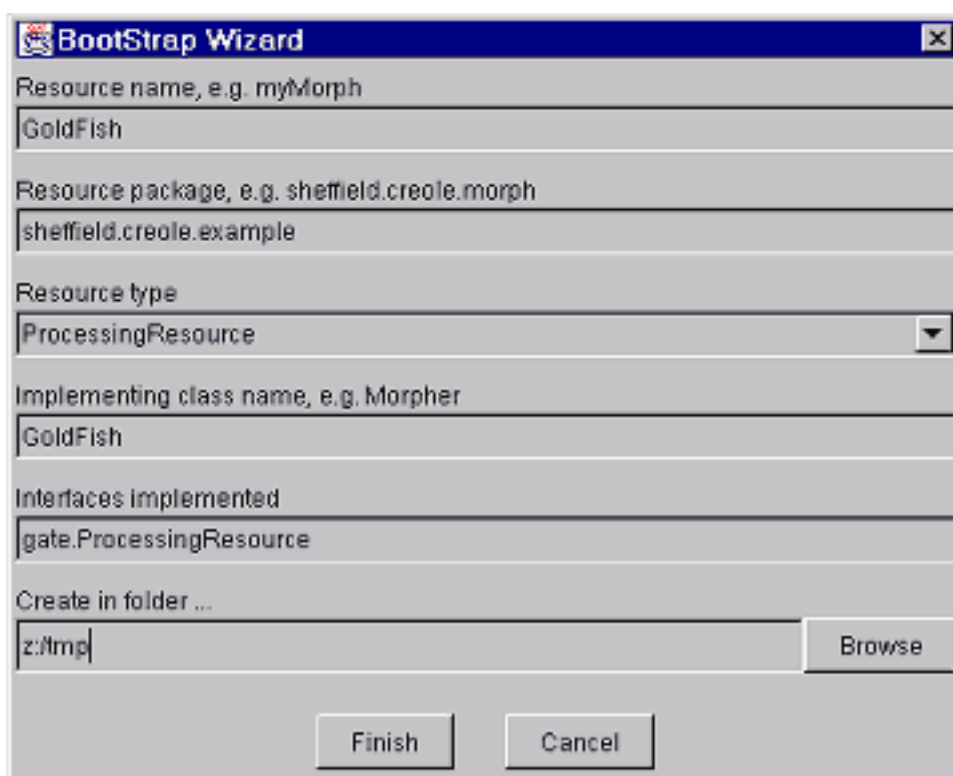 BootStrap Wizard
Resource name, e.g. myMorph
GoldFish
Resource package, e.g. sheffield.creole.morph
sheffield.creole.example
Resource type
ProcessingResource
Implementing class name, e.g. Morpher
GoldFish
Interfaces implemented
gate.ProcessingResource
Create in folder ...
z:/tmp
Browse
Finish Cancel